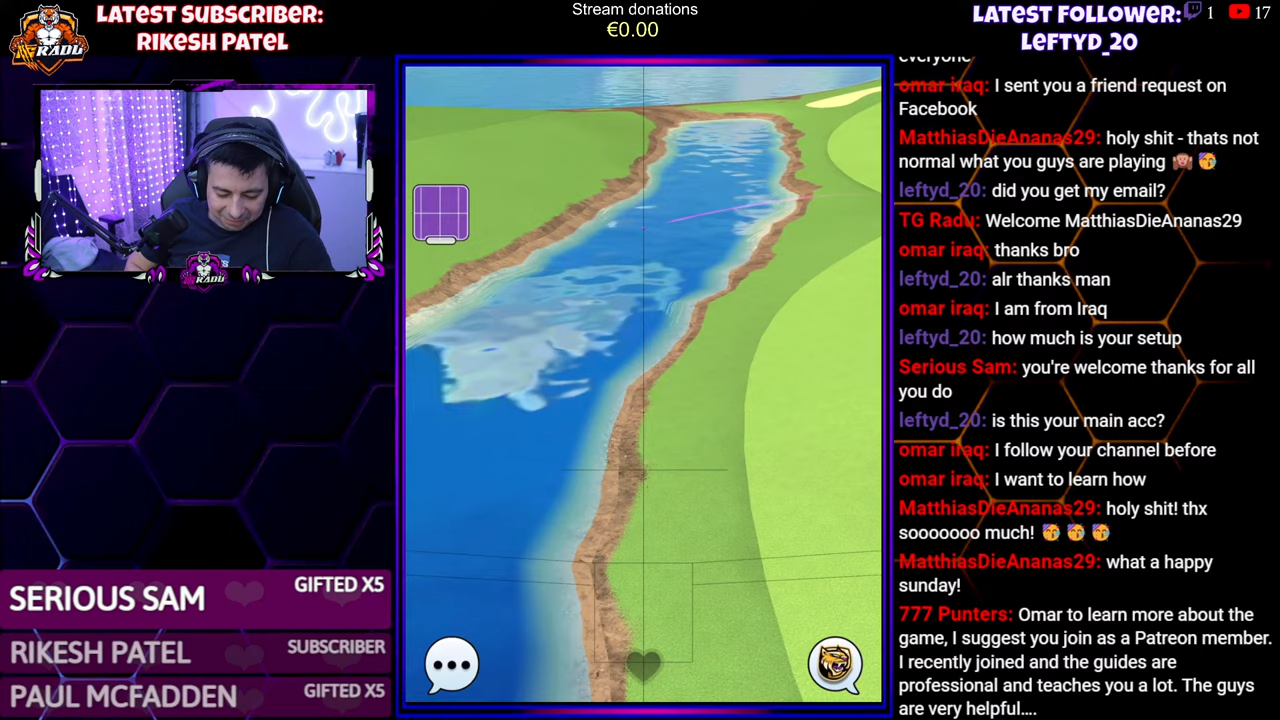 LATEST SUBSCRIBER:
RIKESH PATEL
RADU
Stream donations
€0.00
LATEST FOLLOWER:
LEFTYD_20
1
17
RADU
SERIOUS SAM
GIFTED X5
RIKESH PATEL
SUBSCRIBER
PAUL MCFADDEN
GIFTED X5
everyone
omar iraq: I sent you a friend request on
Facebook
MatthiasDieAnanas29: holy shit - thats not
normal what you guys are playing 🙉 🥳
leftyd_20: did you get my email?
TG Radu: Welcome MatthiasDieAnanas29
omar iraq: thanks bro
leftyd_20: alr thanks man
omar iraq: I am from Iraq
leftyd_20: how much is your setup
Serious Sam: you're welcome thanks for all
you do
leftyd_20: is this your main acc?
omar iraq: I follow your channel before
omar iraq: I want to learn how
MatthiasDieAnanas29: holy shit! thx
sooooooo much! 🥳 🥳 🥳
MatthiasDieAnanas29: what a happy
sunday!
777 Punters: Omar to learn more about the
game, I suggest you join as a Patreon member.
I recently joined and the guides are
professional and teaches you a lot. The guys
are very helpful....